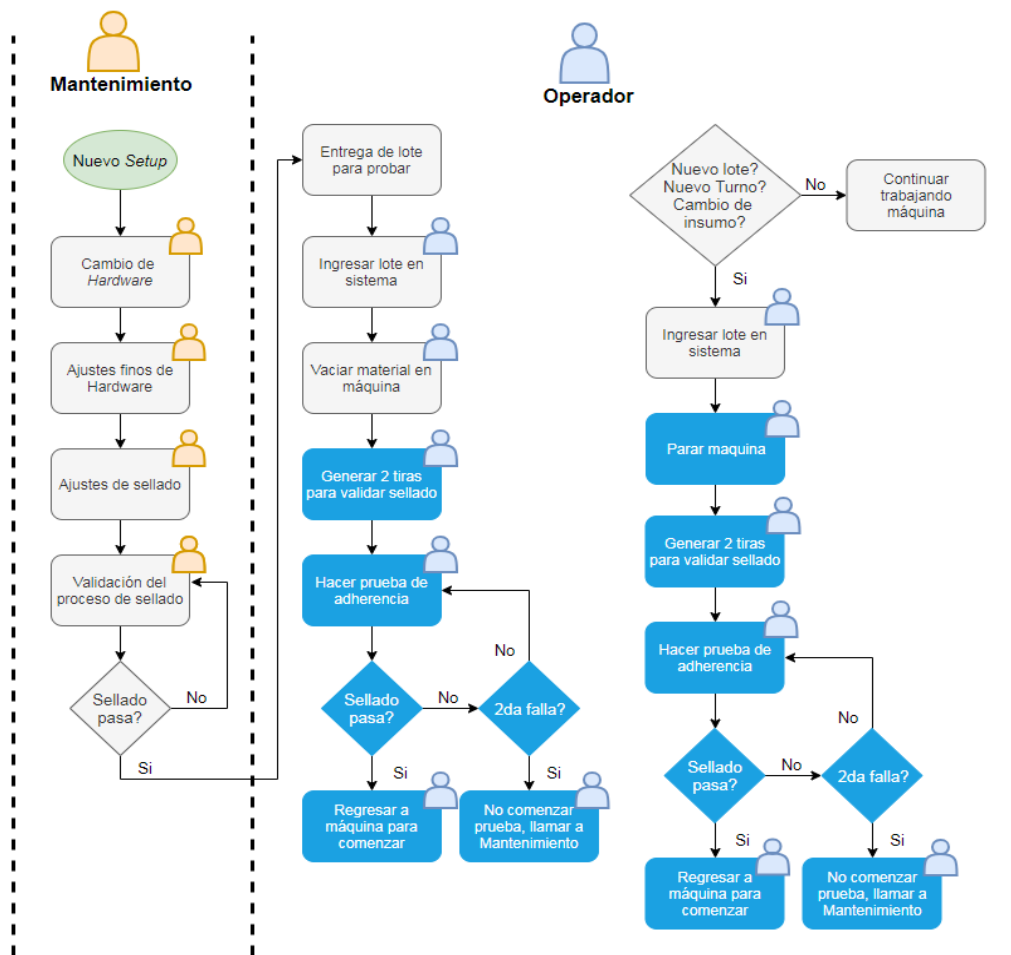 Mantenimiento
Operador
Nuevo Setup
Cambio de
Hardware
Ajustes finos de
Hardware
Ajustes de sellado
Validación del
proceso de sellado
Sellado
pasa?
No
Si
Entrega de lote
para probar
Ingresar lote en
sistema
Vaciar material en
máquina
Generar 2 tiras
para validar sellado
Hacer prueba de
adherencia
Sellado
pasa?
No
2da falla?
No
Si
Si
Regresar a
máquina para
comenzar
No comenzar
prueba, llamar a
Mantenimiento
Nuevo lote?
Nuevo Turno?
Cambio de
insumo?
No
Continuar
trabajando
máquina
Si
Ingresar lote en
sistema
Parar maquina
Generar 2 tiras
para validar sellado
Hacer prueba de
adherencia
Sellado
pasa?
No
2da falla?
No
Si
Si
Regresar a
máquina para
comenzar
No comenzar
prueba, llamar a
Mantenimiento